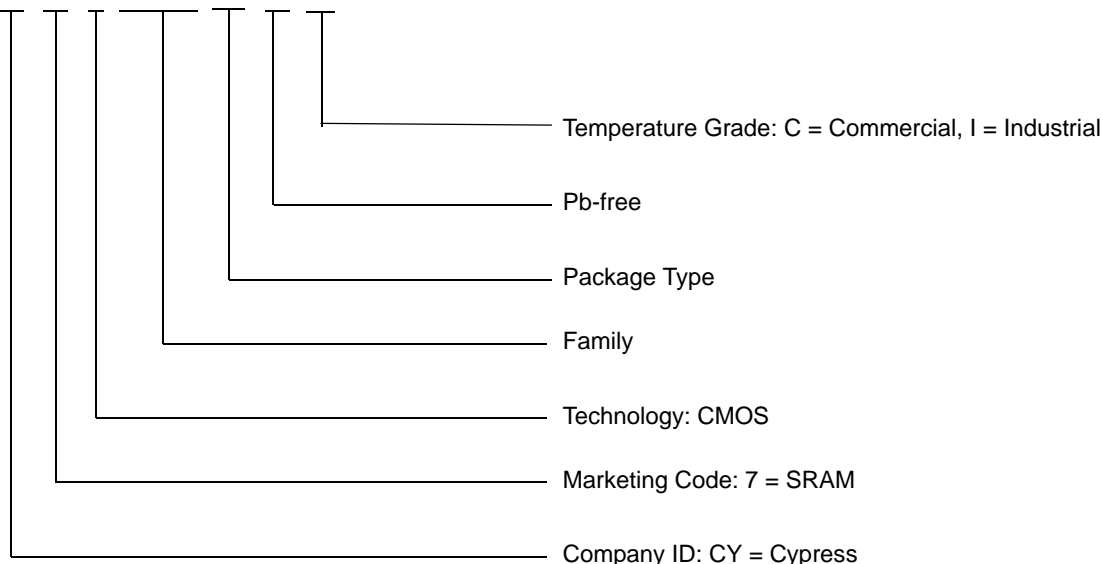 Temperature Grade: C = Commercial, I = Industrial
Pb-free
Package Type
Family
Technology: CMOS
Marketing Code: 7 = SRAM
Company ID: CY = Cypress